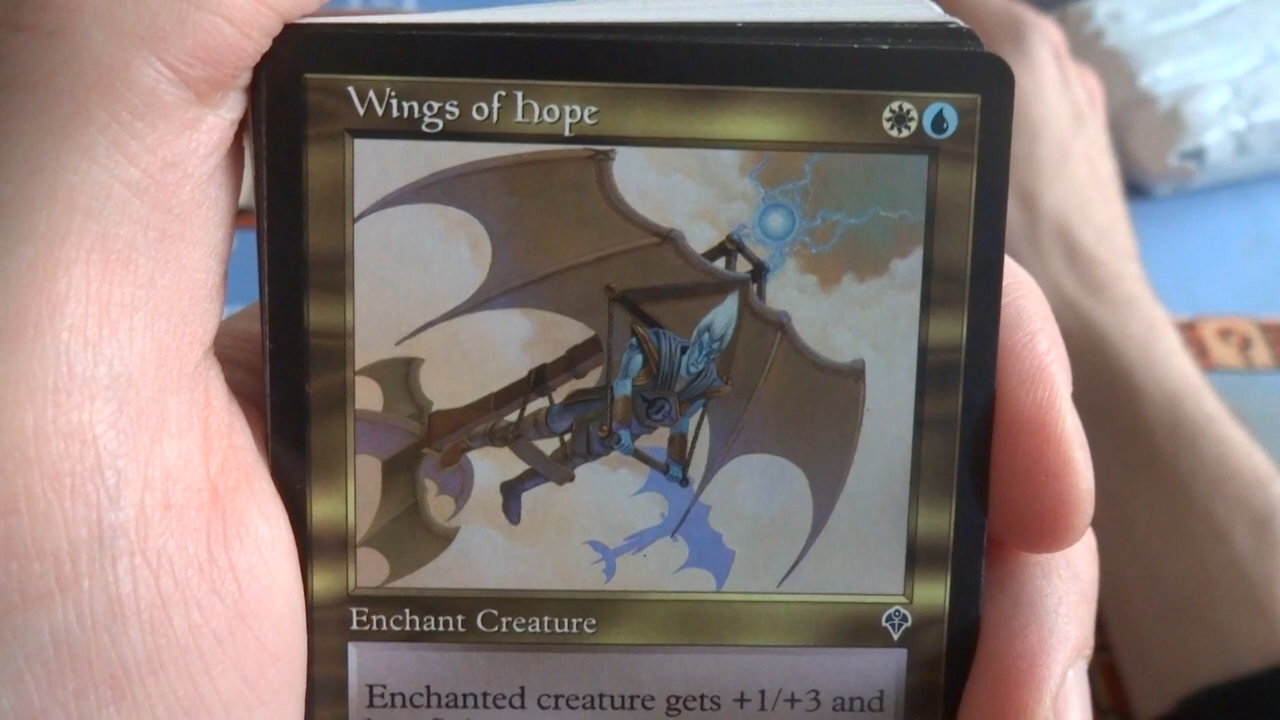 Wings of Hope
Enchant Creature
Enchanted creature gets +1/+3 and